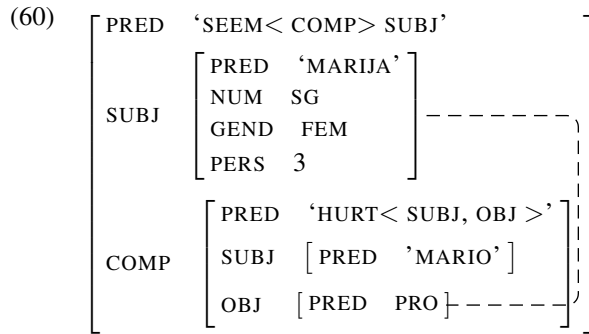 (60)
PRED ‘SEEM< COMP> SUBJ’
PRED ‘MARIJA’
NUM SG
SUBJ
GEND FEM
PERS 3
PRED ‘HURT< SUBJ, OBJ >’
COMP SUBJ [PRED ’MARIO’]
OBJ [PRED PRO]